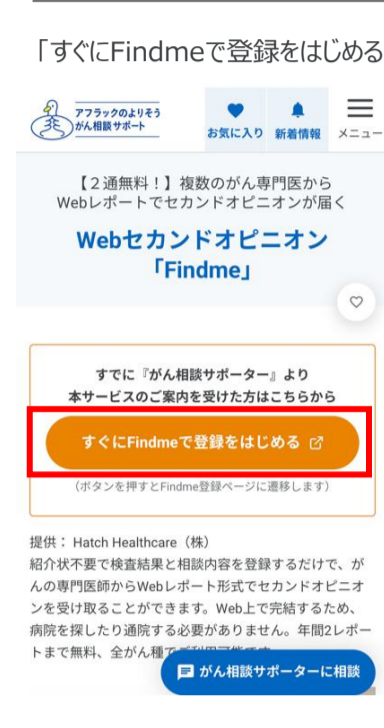 「すぐにFindmeで登録をはじめる
アフラックのよりそう
がん相談サポート
お気に入り 新着情報 メニュー
【２通無料！】複数のがん専門医から
Webレポートでセカンドオピニオンが届く
Webセカンドオピニオン
「Findme」
すでに『がん相談サポーター』より
本サービスのご案内を受けた方はこちらから
すぐにFindmeで登録をはじめる
（ボタンを押すとFindme登録ページに遷移します）
提供： Hatch Healthcare（株）
紹介状不要で検査結果と相談内容を登録するだけで、が
んの専門医師からWebレポート形式でセカンドオピニオ
ンを受け取ることができます。Web上で完結するため、
病院を探したり通院する必要がありません。年間2レポー
トまで無料、全がん種でご利用可能です。
がん相談サポーターに相談